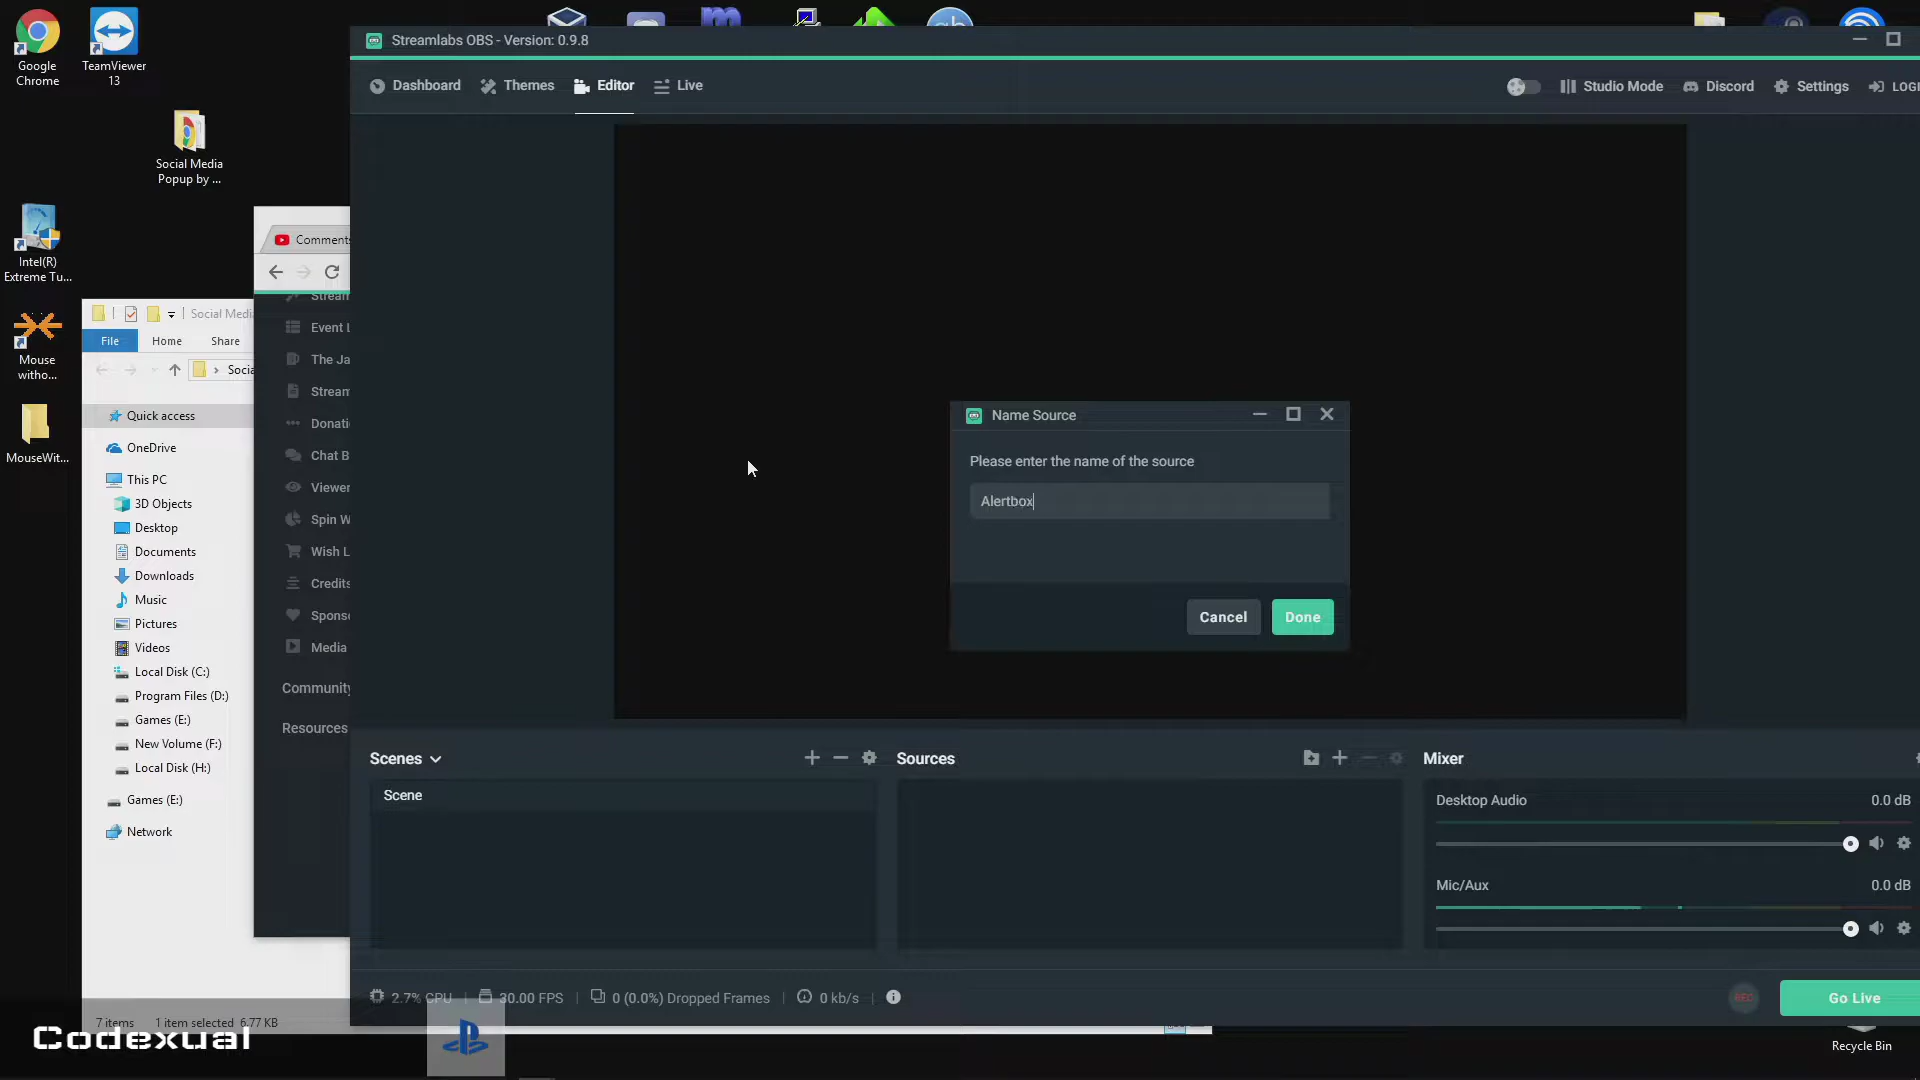 Google
Chrome
TeamViewer
13
Social Media
Popup by ...
Intel(R)
Extreme Tu...
Mouse
witho...
MouseWit...
Streamlabs OBS - Version: 0.9.8
Dashboard
Themes
Editor
Live
Studio Mode
Discord
Settings
Comments
Event L
The Ja
Stream
Donati
Chat B
Viewer
Spin W
Wish L
Credits
Sponso
Media
Community
Resources
File
Home
Share
Quick access
OneDrive
This PC
3D Objects
Desktop
Documents
Downloads
Music
Pictures
Videos
Local Disk (C:)
Program Files (D:)
Games (E:)
New Volume (F:)
Local Disk (H:)
Games (E:)
Network
7 items 1 item selected 6.77 KB
Name Source
Please enter the name of the source
Alertbox
Cancel
Done
Scenes
Scene
Sources
Mixer
Desktop Audio
0.0 dB
Mic/Aux
0.0 dB
2.7% CPU
30.00 FPS
0 (0.0%) Dropped Frames
0 kb/s
REC
Go Live
Codexual
Recycle Bin